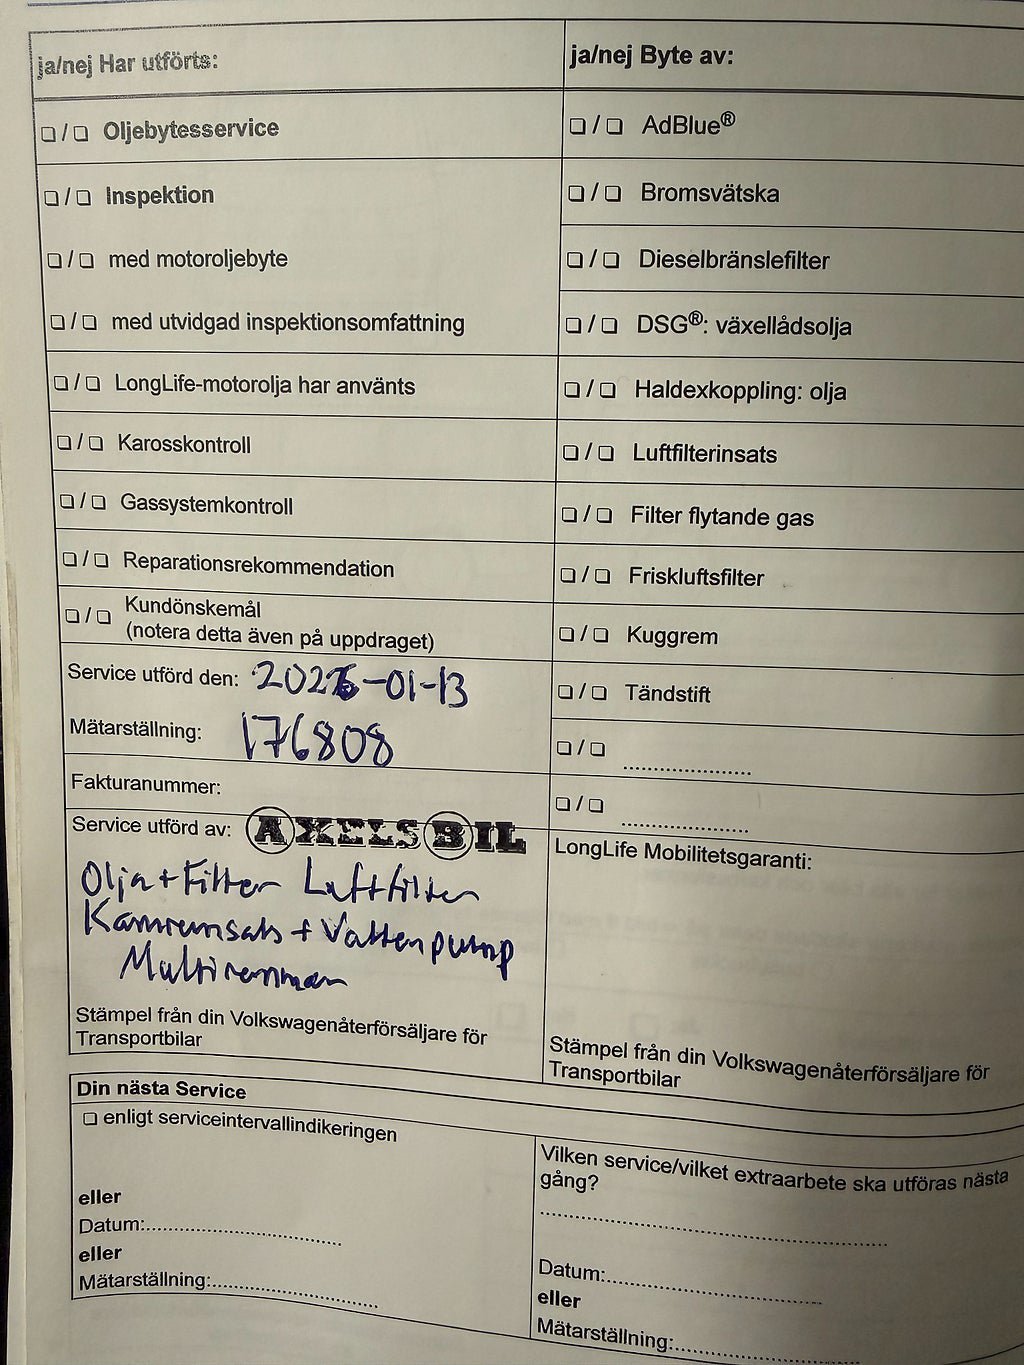 ja/nej Har utförts:
❏ / ❏ Oljebytesservice
❏ / ❏ Inspektion
❏ / ❏ med motoroljebyte
❏ / ❏ med utvidgad inspektionsomfattning
❏ / ❏ LongLife-motorolja har använts
❏ / ❏ Karosskontroll
❏ / ❏ Gassystemkontroll
❏ / ❏ Reparationsrekommendation
❏ / ❏ Kundönskemål
(notera detta även på uppdraget)
Service utförd den: 2026-01-13
Mätarställning: 176808
Fakturanummer:
Service utförd av: AXELS BIL
Olja+Filter Luftfilter
Kamremsats + Vattenpump
Multiremmen
Stämpel från din Volkswagenåterförsäljare för
Transportbilar
ja/nej Byte av:
❏ / ❏ AdBlue®
❏ / ❏ Bromsvätska
❏ / ❏ Dieselbränslefilter
❏ / ❏ DSG®: växellådsolja
❏ / ❏ Haldexkoppling: olja
❏ / ❏ Luftfilterinsats
❏ / ❏ Filter flytande gas
❏ / ❏ Friskluftsfilter
❏ / ❏ Kuggrem
❏ / ❏ Tändstift
❏ / ❏ ......................
❏ / ❏ ......................
LongLife Mobilitetsgaranti:
Stämpel från din Volkswagenåterförsäljare för
Transportbilar
Din nästa Service
❏ enligt serviceintervallindikeringen
eller
Datum:..................................
eller
Mätarställning:.............................
Vilken service/vilket extraarbete ska utföras nästa
gång?
............................................................
Datum:.....................................
eller
Mätarställning:................................